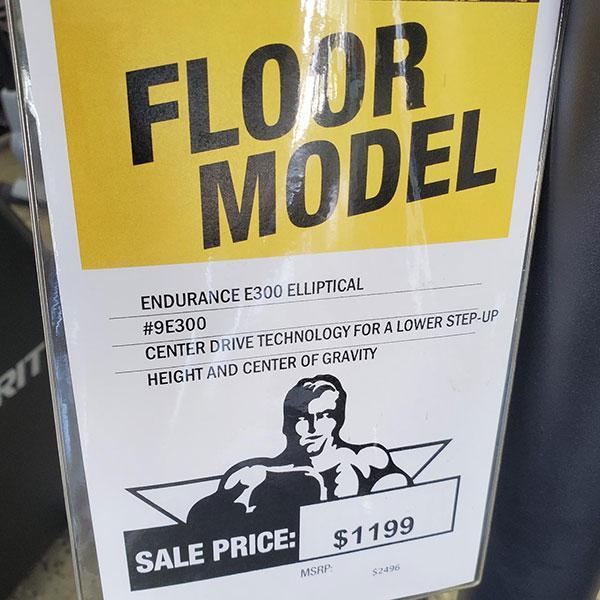 FLOOR
MODEL
ENDURANCE E300 ELLIPTICAL
#9E300
CENTER DRIVE TECHNOLOGY FOR A LOWER STEP-UP
HEIGHT AND CENTER OF GRAVITY
SALE PRICE: $1199
MSRP: $2496
RIT